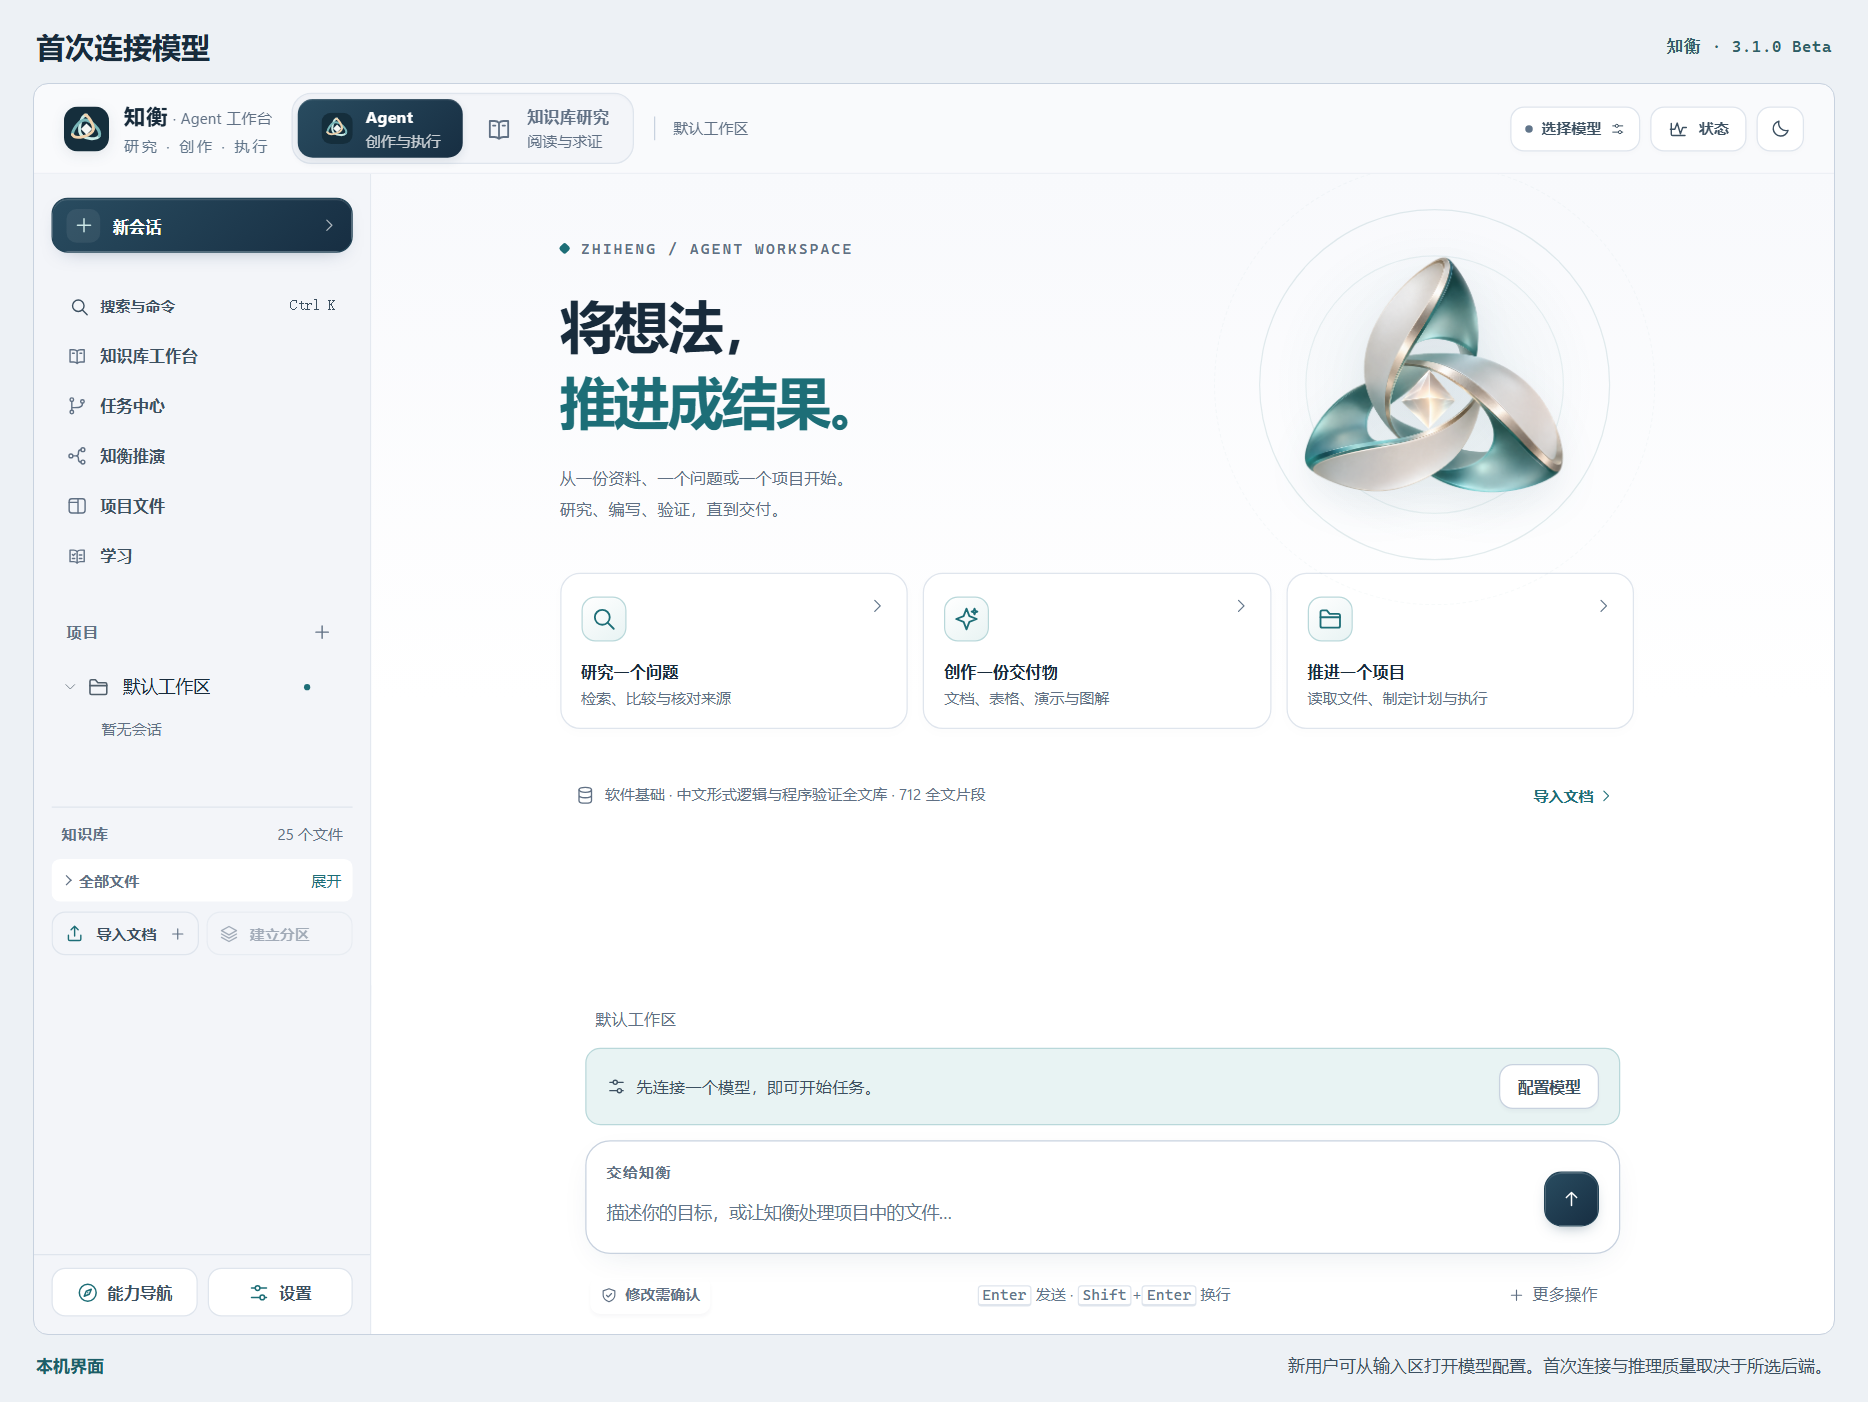 首次连接模型
知衡 · 3.1.0 Beta
知衡 · Agent 工作台
研究 · 创作 · 执行
Agent
创作与执行
知识库研究
阅读与求证
默认工作区
选择模型
状态
新会话
搜索与命令 Ctrl K
知识库工作台
任务中心
知衡推演
项目文件
学习
项目
默认工作区
暂无会话
知识库 25 个文件
全部文件 展开
导入文档
建立分区
能力导航
设置
ZHIHENG / AGENT WORKSPACE
将想法，
推进成结果。
从一份资料、一个问题或一个项目开始。
研究、编写、验证，直到交付。
研究一个问题
检索、比较与核对来源
创作一份交付物
文档、表格、演示与图解
推进一个项目
读取文件、制定计划与执行
软件基础 · 中文形式逻辑与程序验证全文库 · 712 全文片段
导入文档
默认工作区
先连接一个模型，即可开始任务。
配置模型
交给知衡
描述你的目标，或让知衡处理项目中的文件...
修改需确认
Enter 发送 · Shift + Enter 换行
更多操作
本机界面
新用户可从输入区打开模型配置。首次连接与推理质量取决于所选后端。